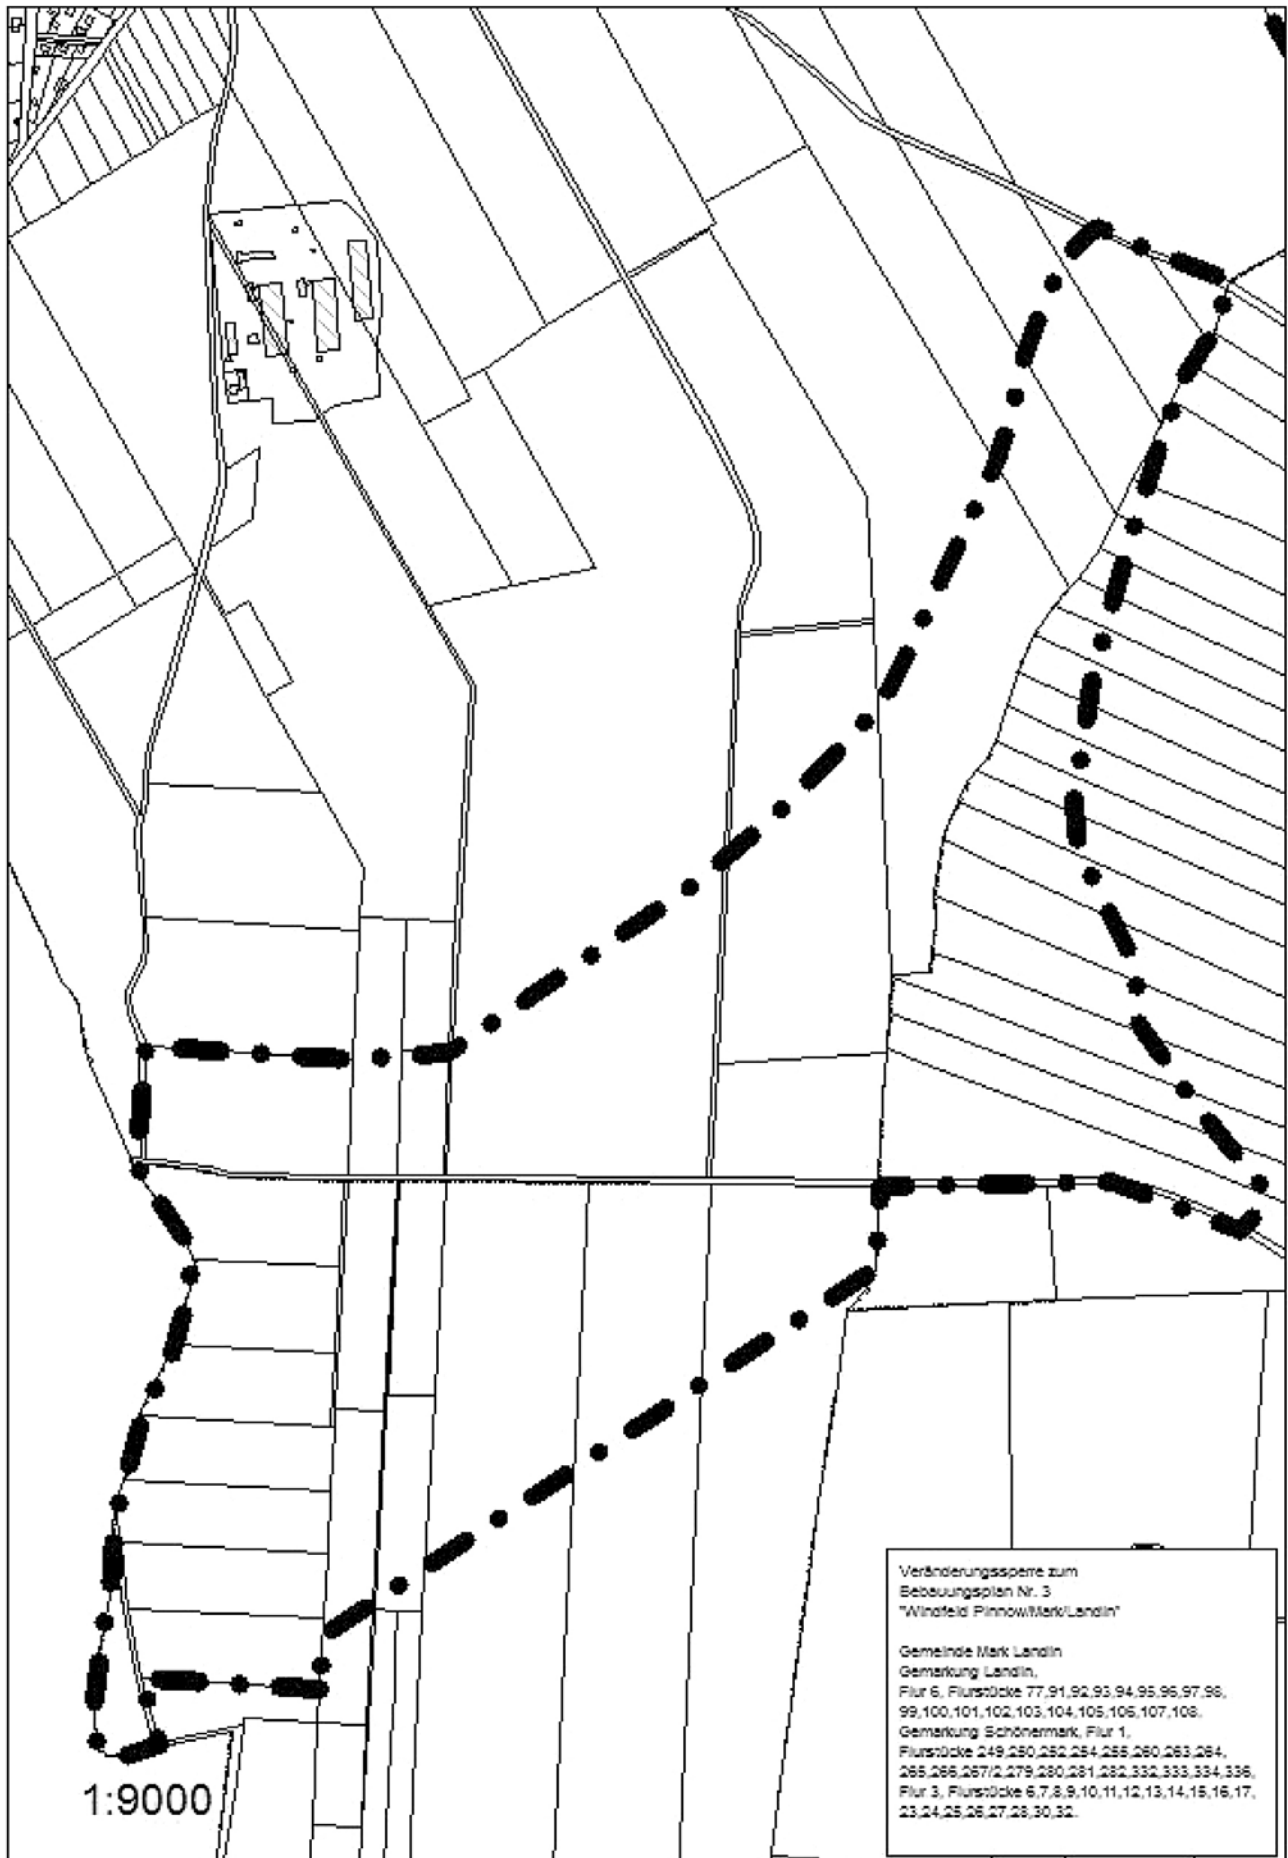 Veränderungssperre zum
Bebauungsplan Nr. 3
"Windfeld Pinnow/Mark/Landin"
Gemeinde Mark Landin
Gemarkung Landin,
Flur 6, Flurstücke 77,91,92,93,94,95,96,97,98,
99,100,101,102,103,104,105,106,107,108.
Gemarkung Schönermark, Flur 1,
Flurstücke 249,250,252,254,255,260,263,264,
265,266,267/2,279,280,281,282,332,333,334,336,
Flur 3, Flurstücke 6,7,8,9,10,11,12,13,14,15,16,17,
23,24,25,26,27,28,30,32.
1:9000